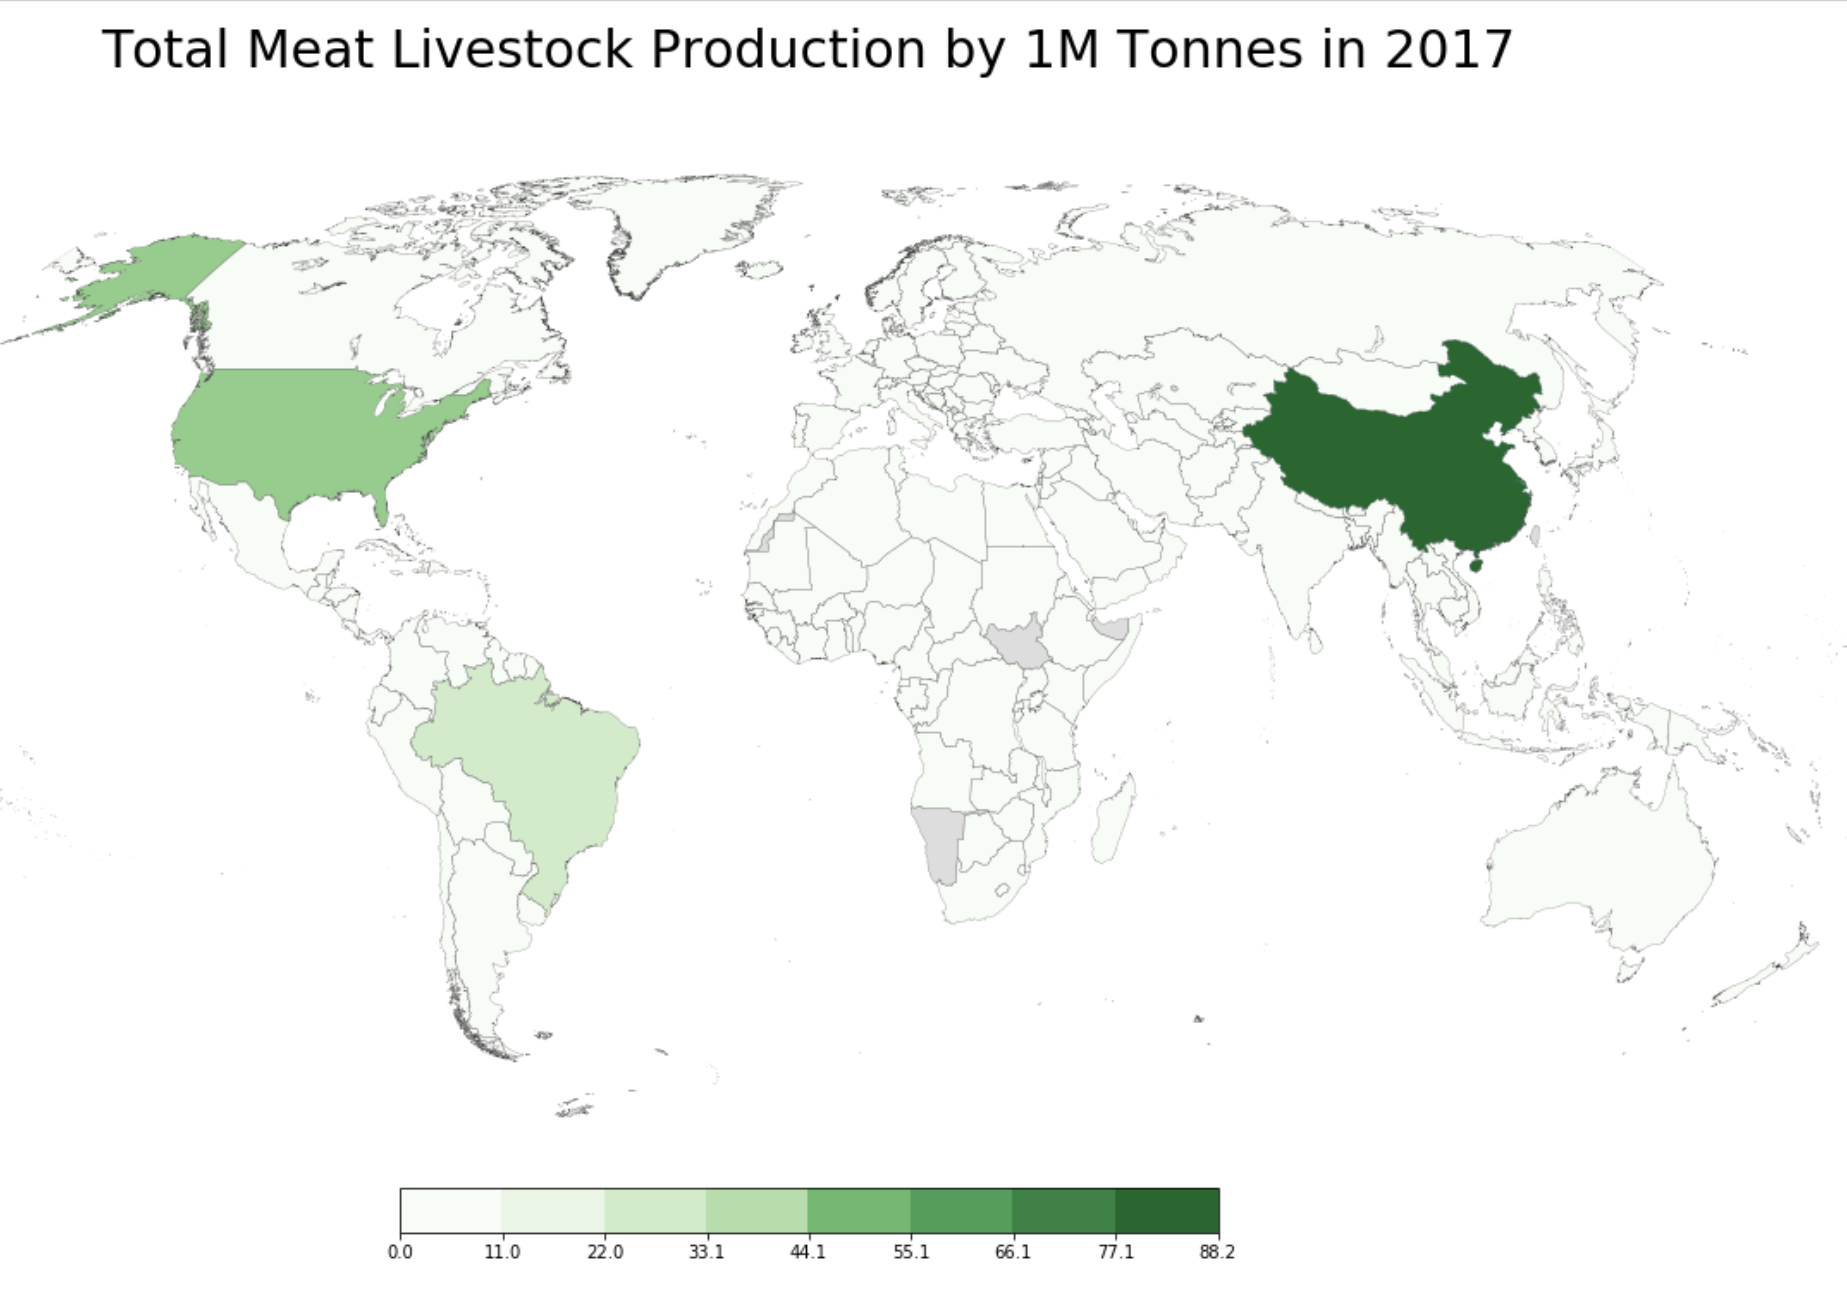 Total Meat Livestock Production by 1M Tonnes in 2017
0.0 11.0 22.0 33.1 44.1 55.1 66.1 77.1 88.2